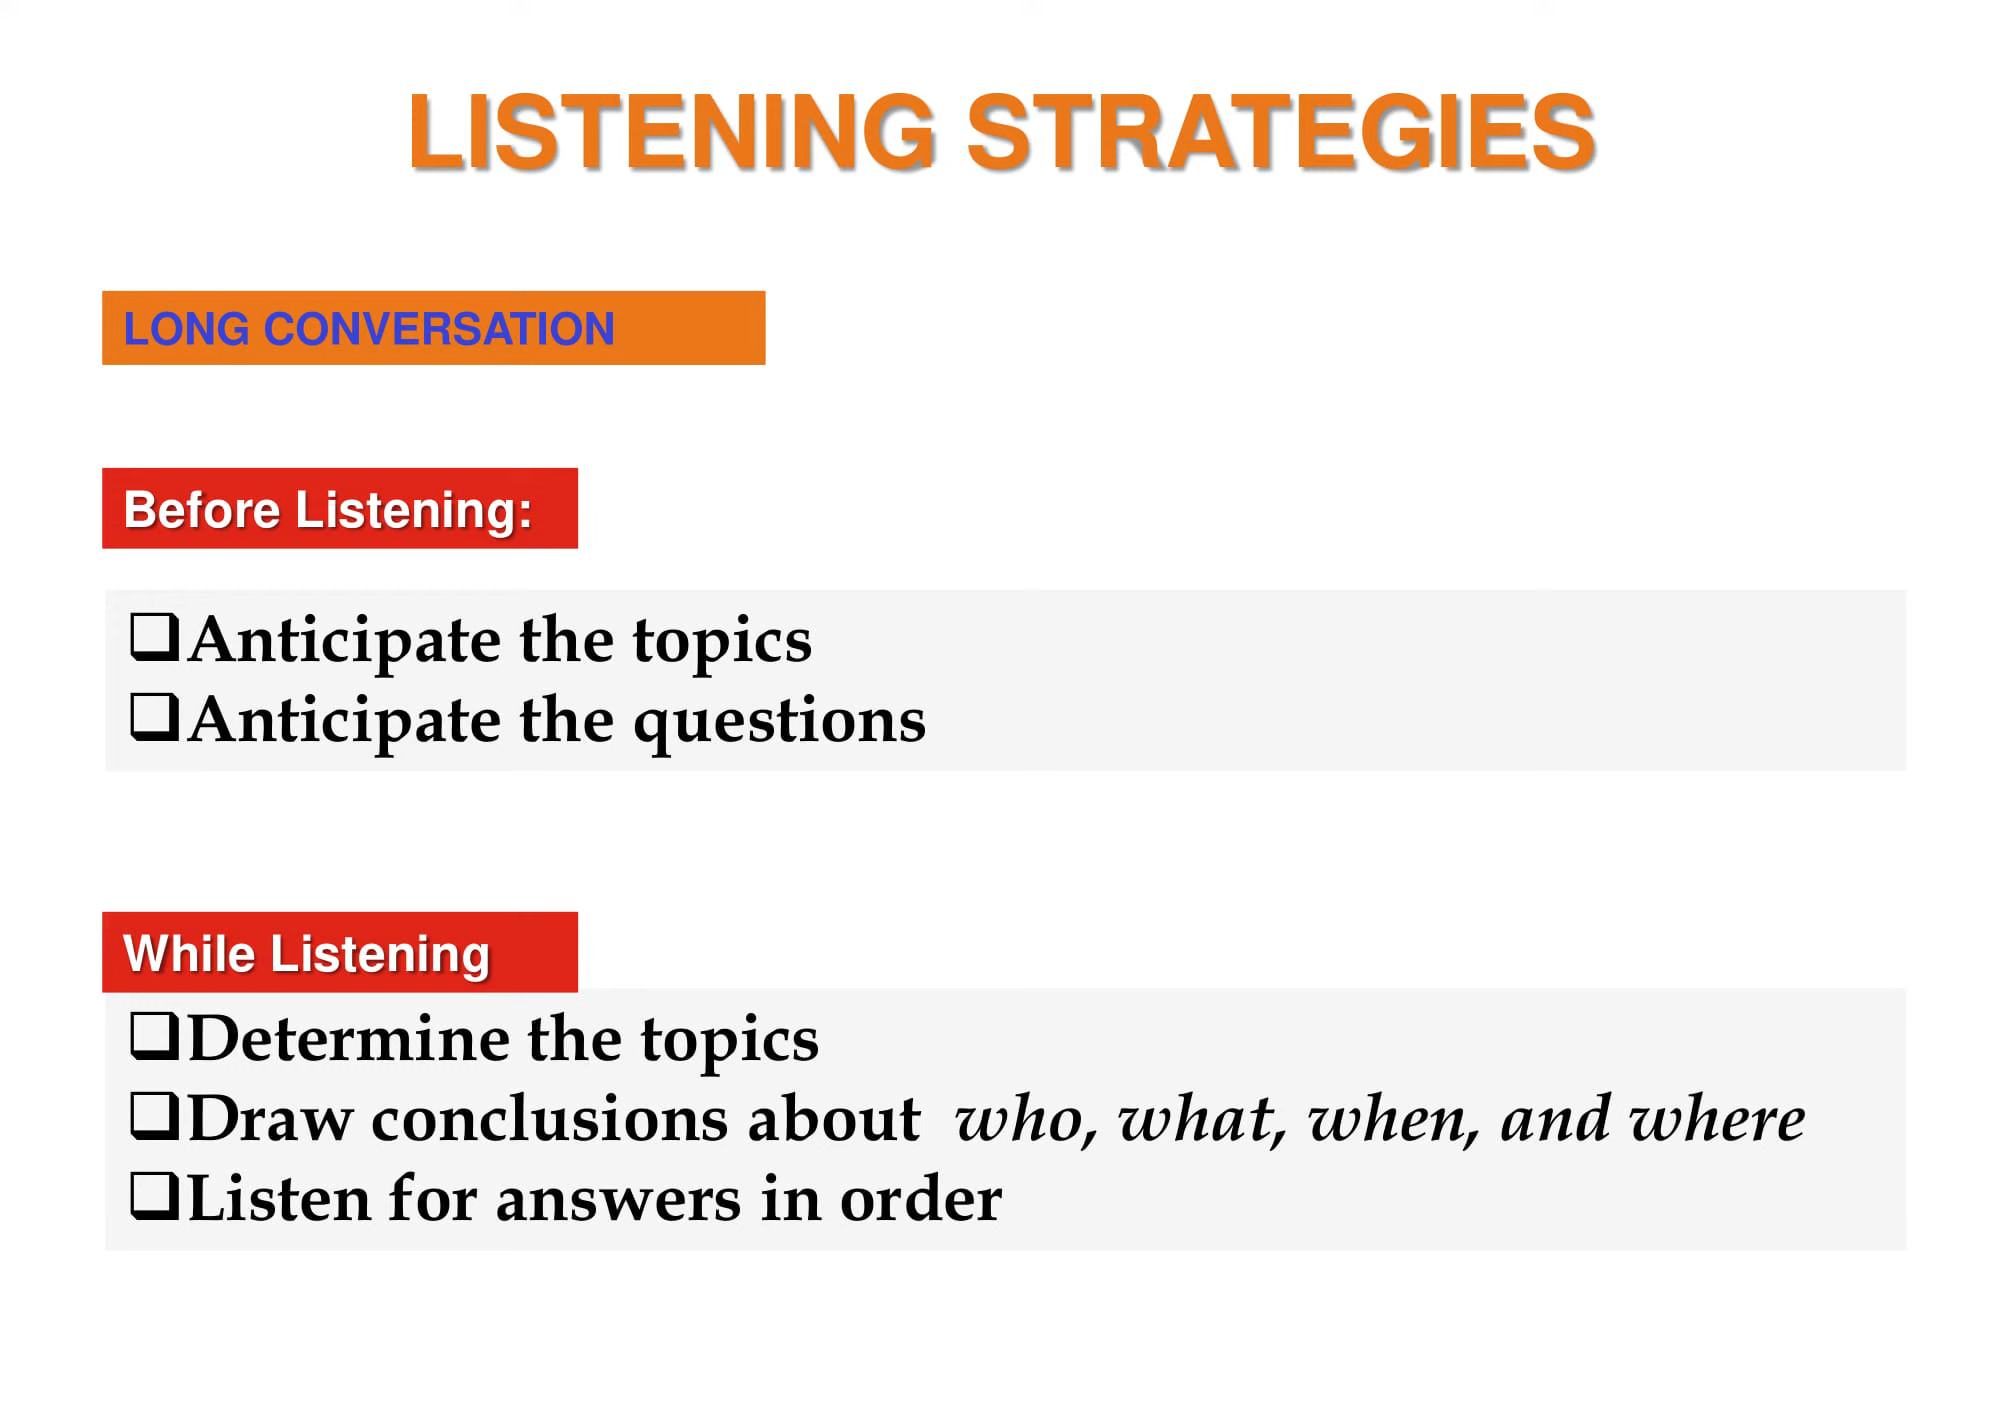 LISTENING STRATEGIES
LONG CONVERSATION
Before Listening:
❑Anticipate the topics
❑Anticipate the questions
While Listening
❑Determine the topics
❑Draw conclusions about who, what, when, and where
❑Listen for answers in order